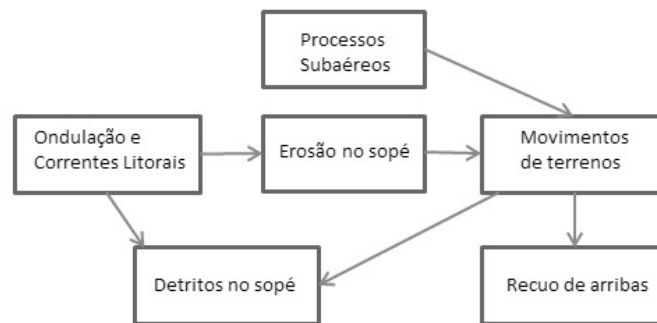 Processos
Subaéreos
Ondulação e
Correntes Litorais
Erosão no sopé
Movimentos
de terrenos
Detritos no sopé
Recuo de arribas